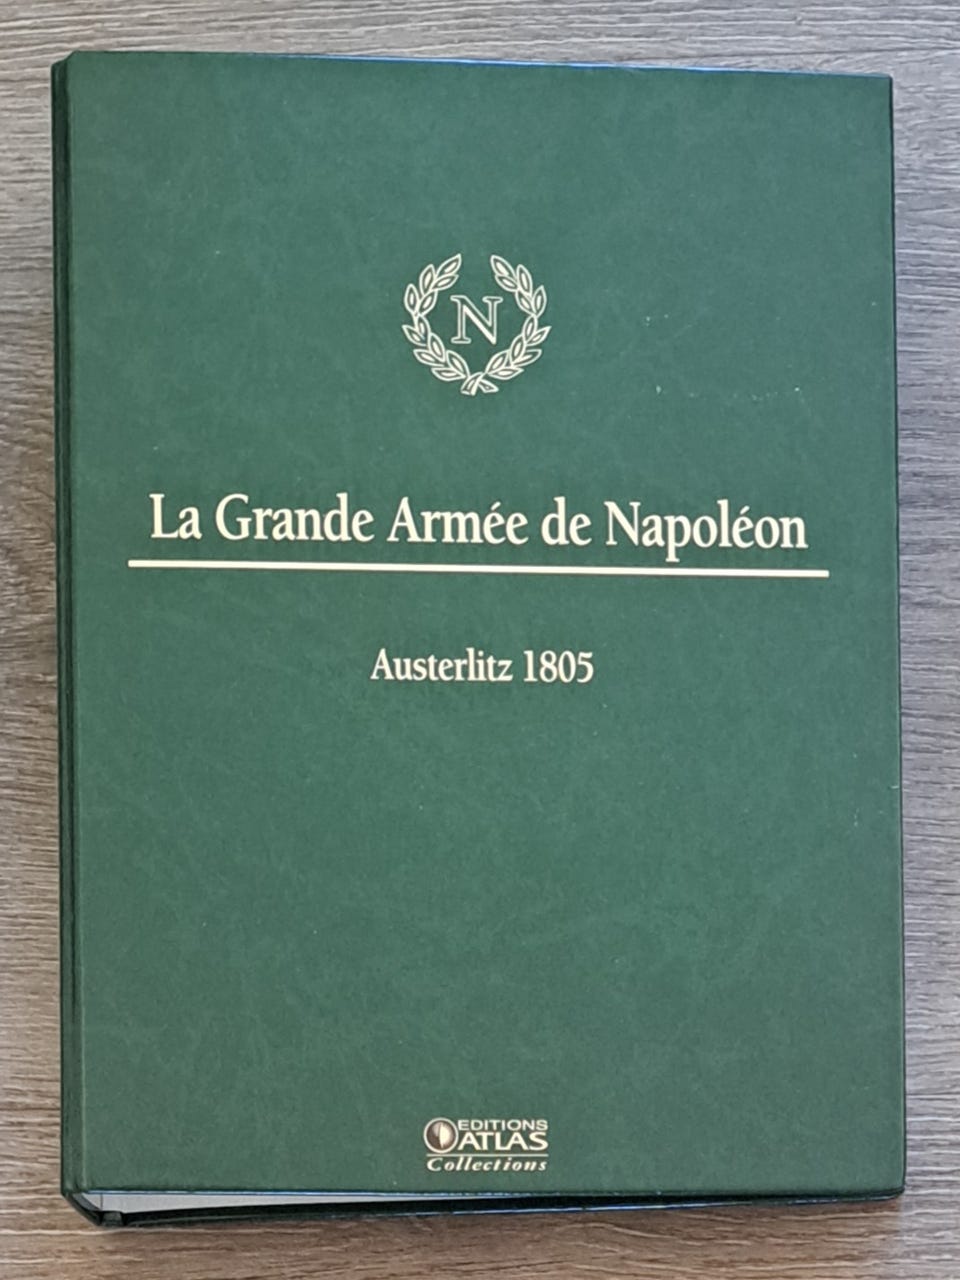 N
La Grande Armée de Napoléon
Austerlitz 1805
EDITIONS
ATLAS
Collections